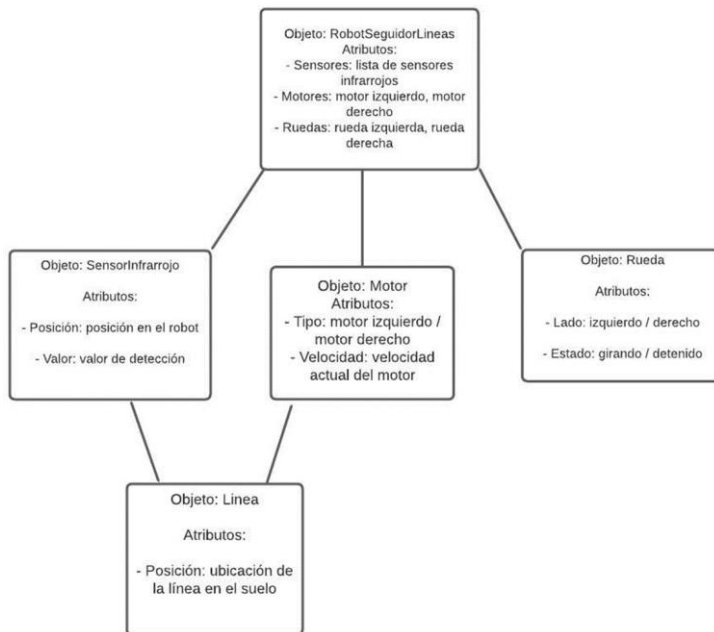 Objeto: RobotSeguidorLineas
Atributos:
- Sensores: lista de sensores
infrarrojos
- Motores: motor izquierdo, motor
derecho
- Ruedas: rueda izquierda, rueda
derecha
Objeto: SensorInfrarrojo
Atributos:
- Posición: posición en el robot
- Valor: valor de detección
Objeto: Motor
Atributos:
- Tipo: motor izquierdo /
motor derecho
- Velocidad: velocidad
actual del motor
Objeto: Rueda
Atributos:
- Lado: izquierdo / derecho
- Estado: girando / detenido
Objeto: Linea
Atributos:
- Posición: ubicación de
la línea en el suelo